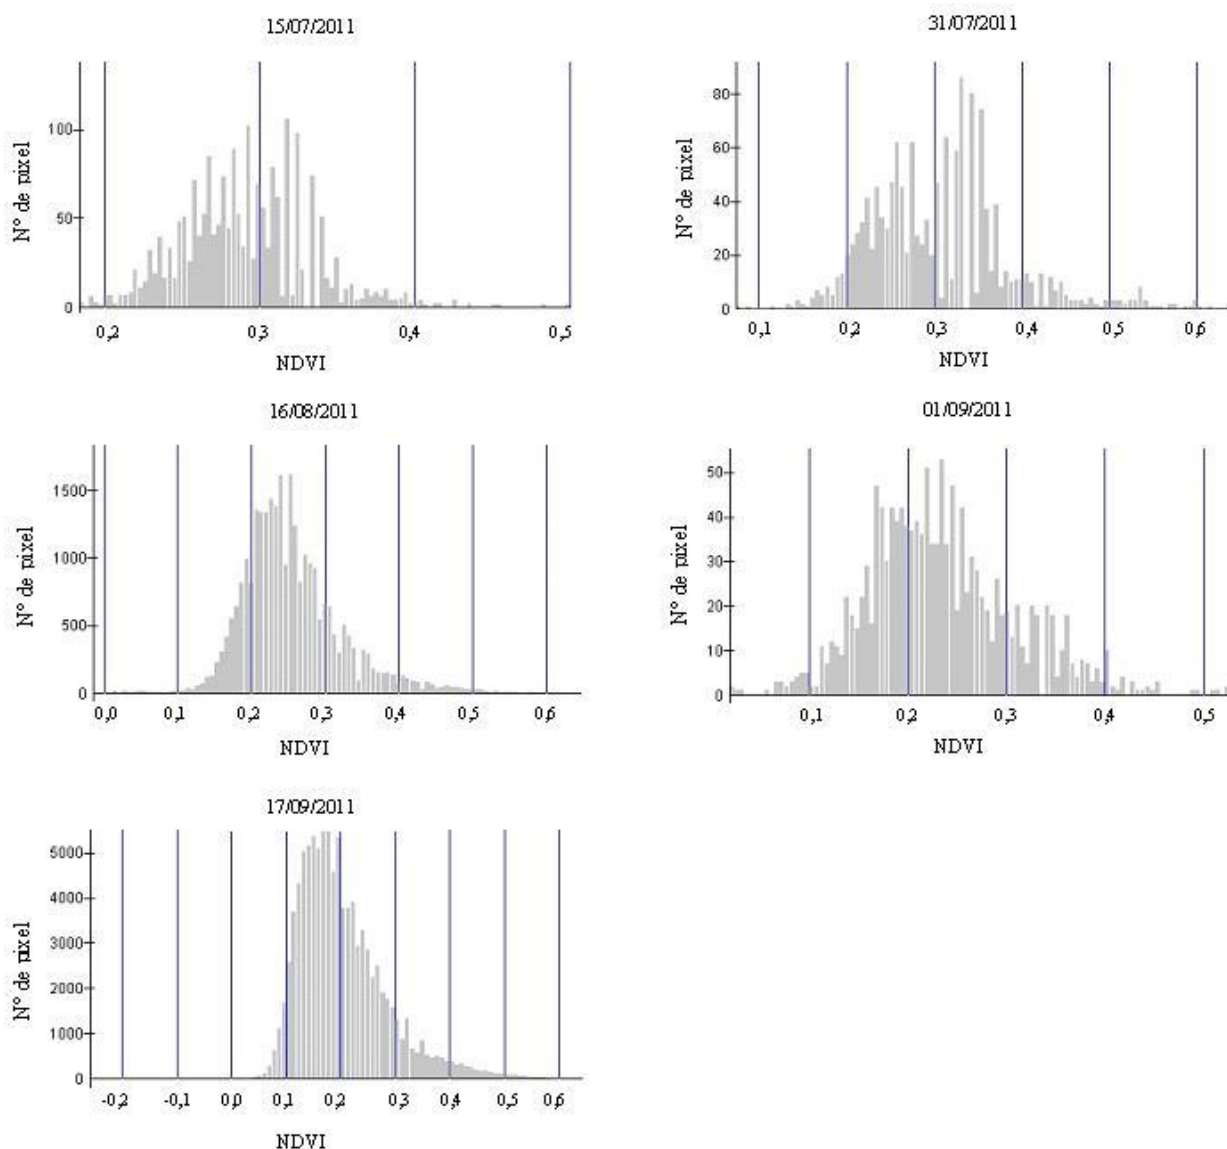 15/07/2011
N° de pixel
100
50
0
0,2 0,3 0,4 0,5
NDVI
31/07/2011
N° de pixel
80
60
40
20
0
0,1 0,2 0,3 0,4 0,5 0,6
NDVI
16/08/2011
N° de pixel
1500
1000
500
0
0,0 0,1 0,2 0,3 0,4 0,5 0,6
NDVI
01/09/2011
N° de pixel
50
40
30
20
10
0
0,1 0,2 0,3 0,4 0,5
NDVI
17/09/2011
N° de pixel
5000
4000
3000
2000
1000
0
-0,2 -0,1 0,0 0,1 0,2 0,3 0,4 0,5 0,6
NDVI